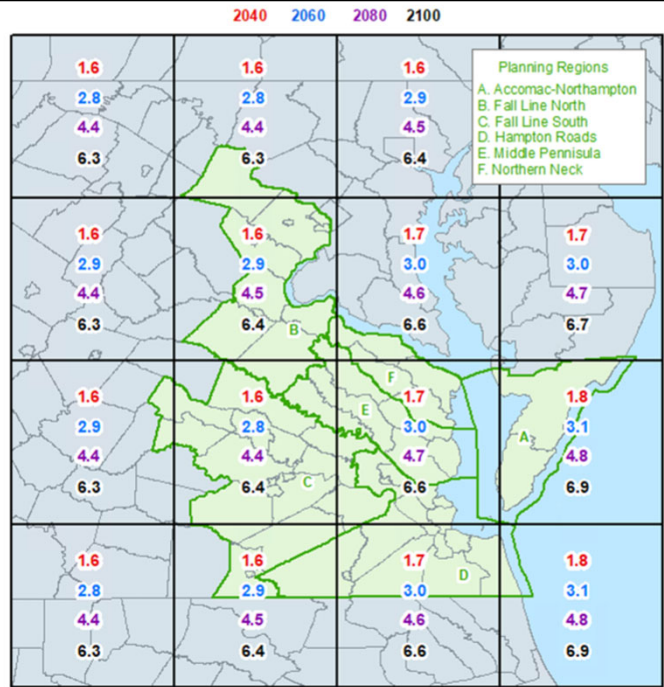 2040 2060 2080 2100
Planning Regions
A. Accomac-Northampton
B. Fall Line North
C. Fall Line South
D. Hampton Roads
E. Middle Pennisula
F. Northern Neck
1.6 1.6 1.6
2.8 2.8 2.9
4.4 4.4 4.5
6.3 6.3 6.4
1.6 1.6 1.7 1.7
2.9 2.9 3.0 3.0
4.4 4.5 4.6 4.7
6.3 6.4 6.6 6.7
B
F
1.6 1.6 1.7 1.8
E
2.9 2.8 3.0 3.1
A
4.4 4.4 4.7 4.8
C
6.3 6.4 6.6 6.9
1.6 1.6 1.7 1.8
D
2.8 2.9 3.0 3.1
4.4 4.5 4.6 4.8
6.3 6.4 6.6 6.9